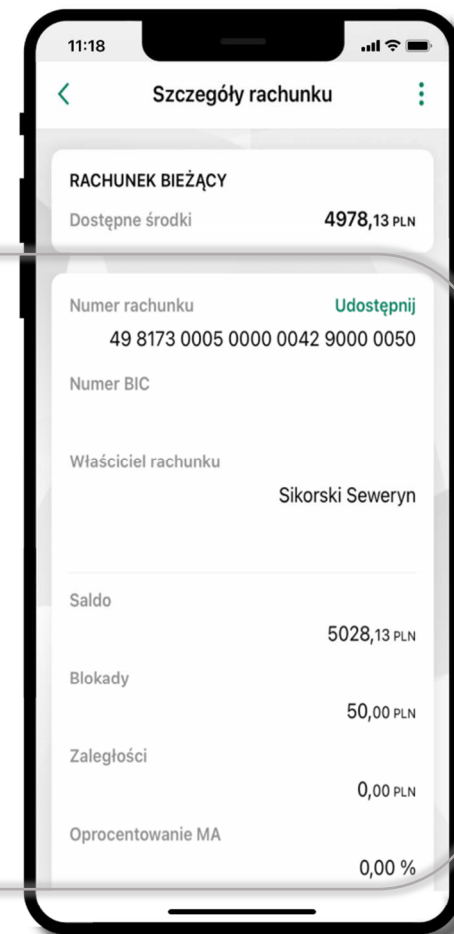 11:18
Szczegóły rachunku
RACHUNEK BIEŻĄCY
Dostępne środki 4978,13 PLN
Numer rachunku Udostępnij
49 8173 0005 0000 0042 9000 0050
Numer BIC
Właściciel rachunku
Sikorski Seweryn
Saldo
5028,13 PLN
Blokady
50,00 PLN
Zaległości
0,00 PLN
Oprocentowanie MA
0,00 %